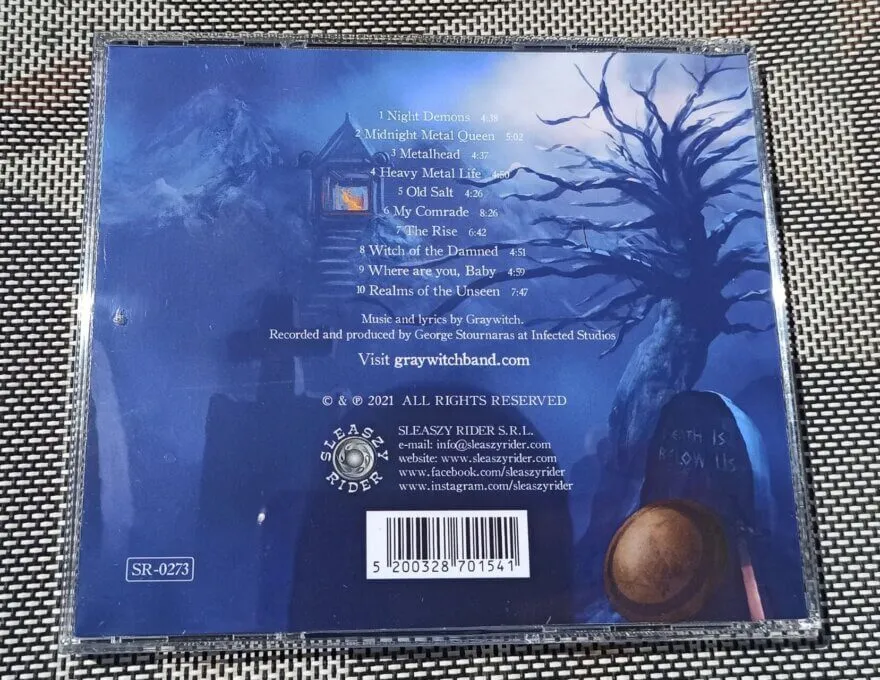 1 Night Demons 4:38
2 Midnight Metal Queen 5:02
3 Metalhead 4:37
4 Heavy Metal Life 4:50
5 Old Salt 4:26
6 My Comrade 8:26
7 The Rise 6:42
8 Witch of the Damned 4:51
9 Where are you, Baby 4:59
10 Realms of the Unseen 7:47
Music and lyrics by Graywitch.
Recorded and produced by George Stournaras at Infected Studios
Visit graywitchband.com
© & ℗ 2021 ALL RIGHTS RESERVED
SLEASZY RIDER
SLEASZY RIDER S.R.L.
e-mail: info@sleaszyrider.com
website: www.sleaszyrider.com
www.facebook.com/sleaszyrider
www.instagram.com/sleaszyrider
DEATH IS
BELOW US
5 200328 701541
SR-0273